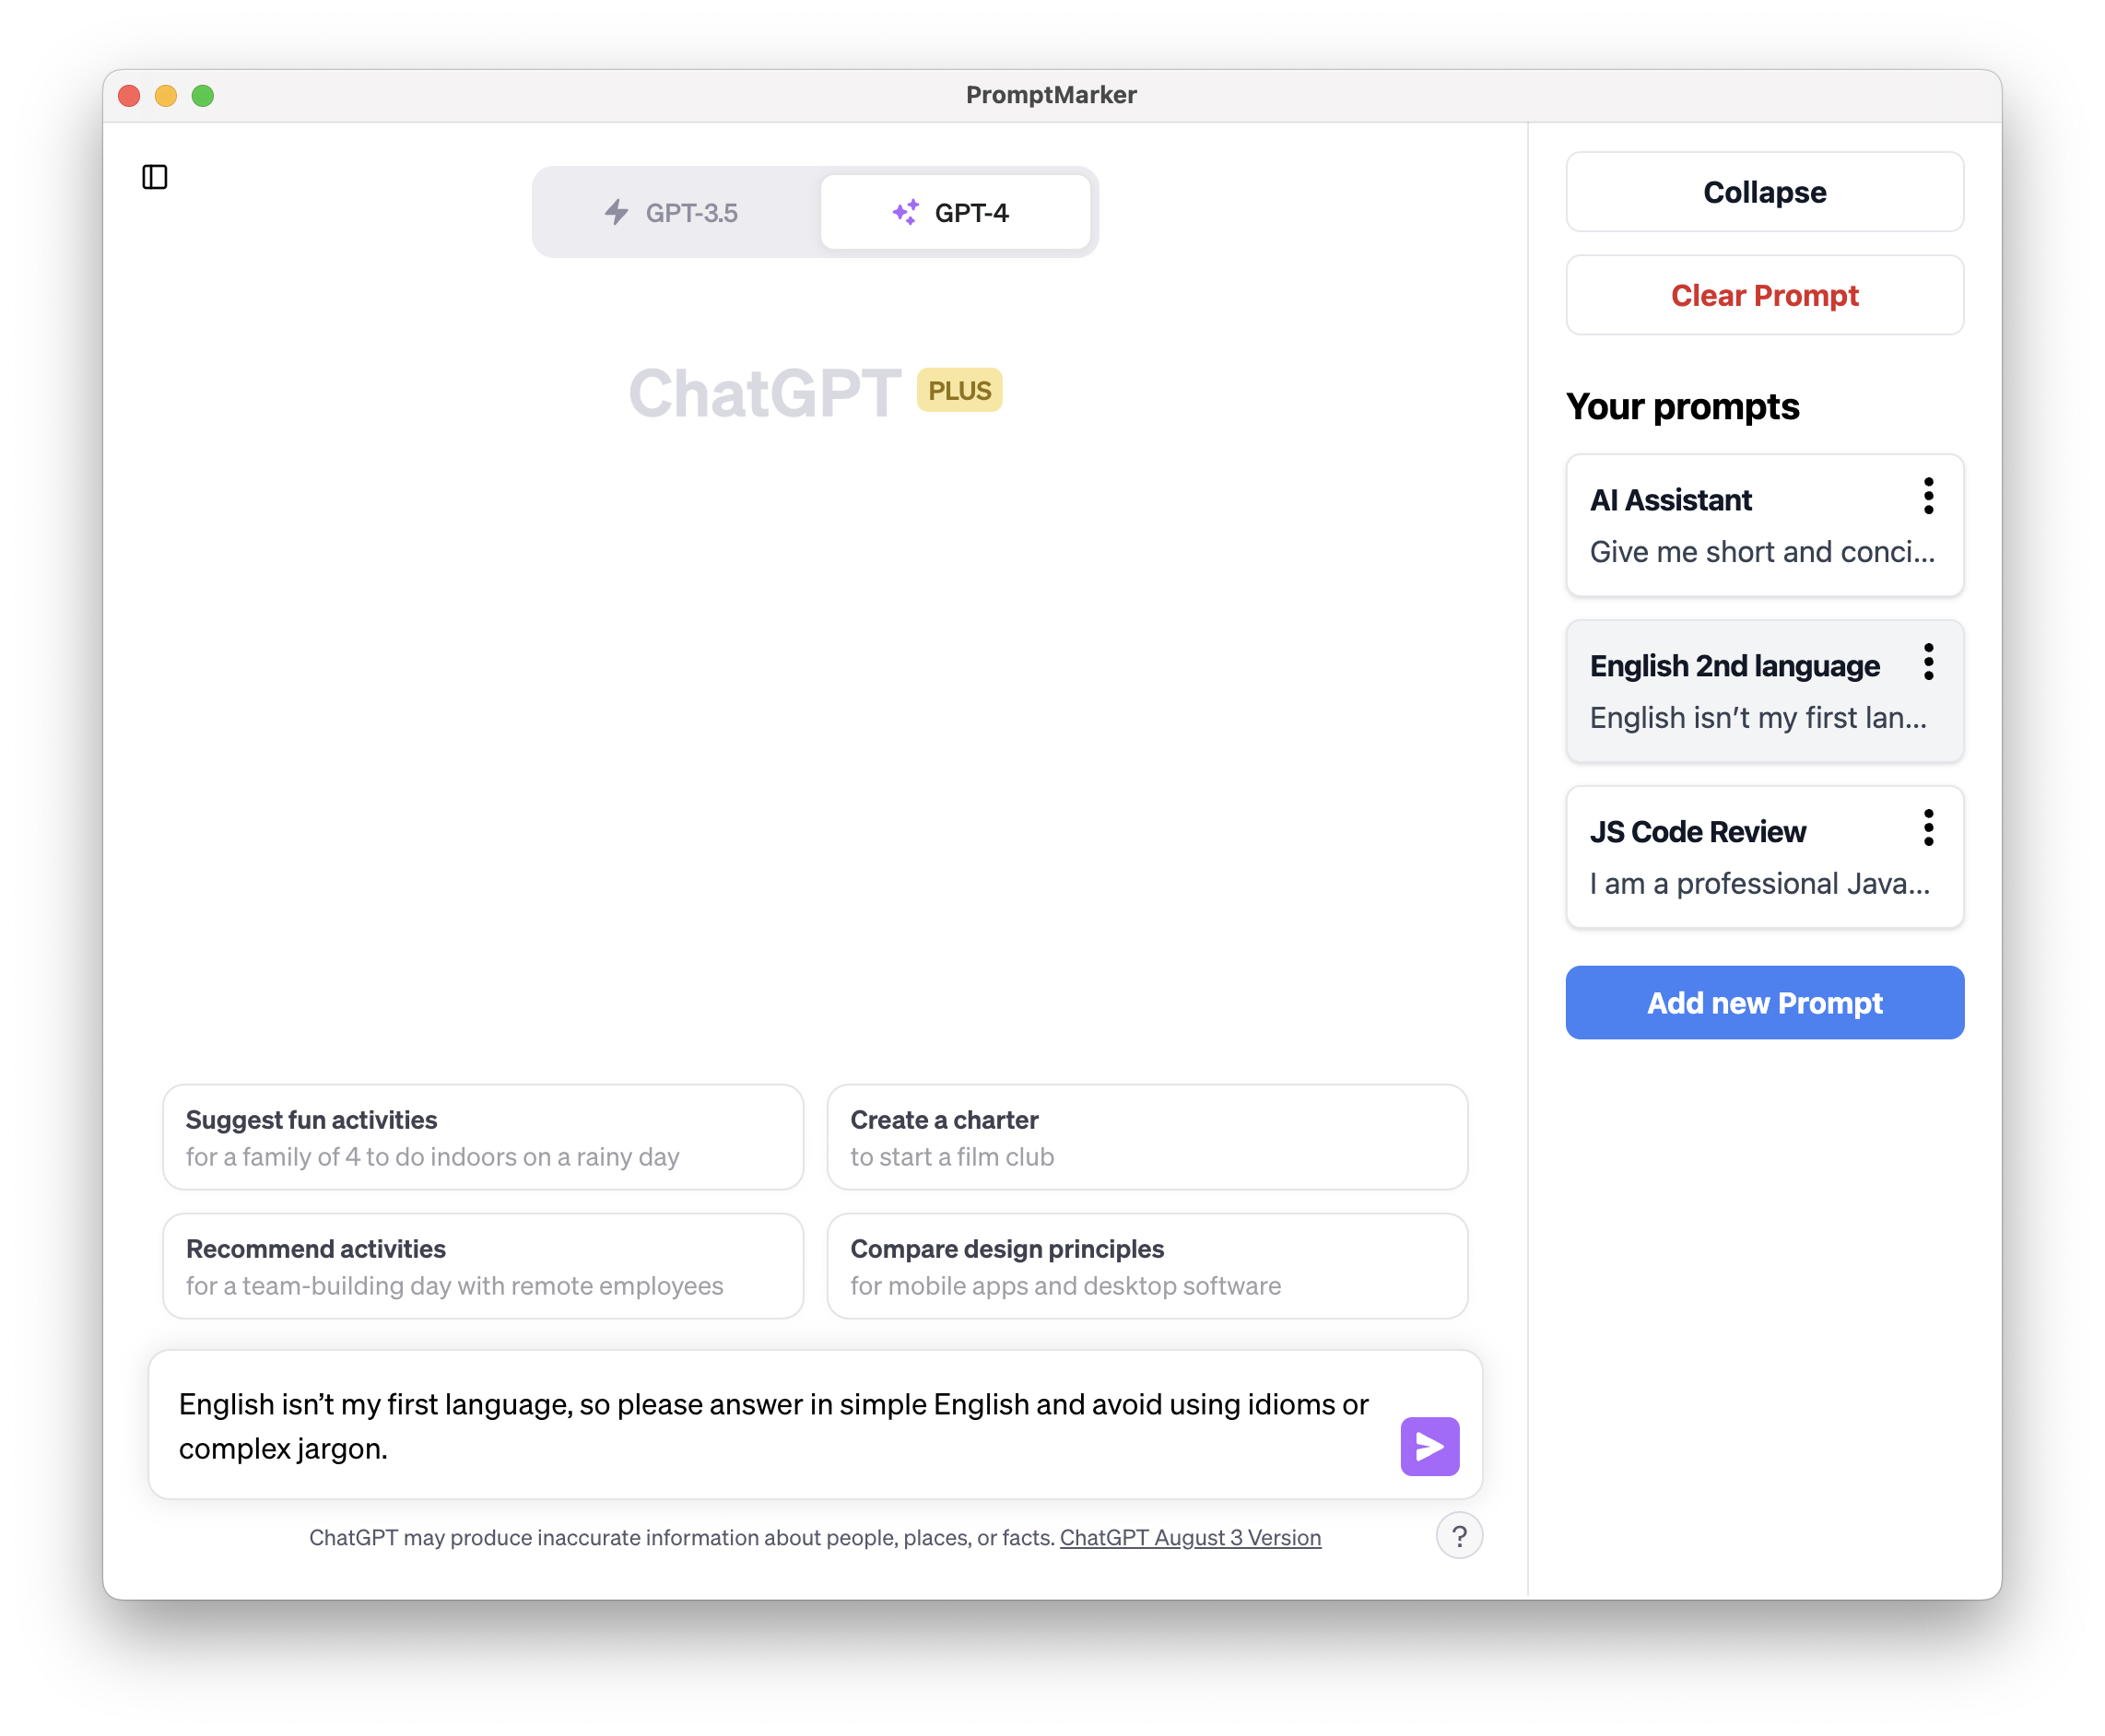 PromptMarker
GPT-3.5
GPT-4
ChatGPT PLUS
Suggest fun activities
for a family of 4 to do indoors on a rainy day
Create a charter
to start a film club
Recommend activities
for a team-building day with remote employees
Compare design principles
for mobile apps and desktop software
English isn’t my first language, so please answer in simple English and avoid using idioms or
complex jargon.
ChatGPT may produce inaccurate information about people, places, or facts. ChatGPT August 3 Version
?
Collapse
Clear Prompt
Your prompts
AI Assistant
Give me short and conci...
English 2nd language
English isn’t my first lan...
JS Code Review
I am a professional Java...
Add new Prompt